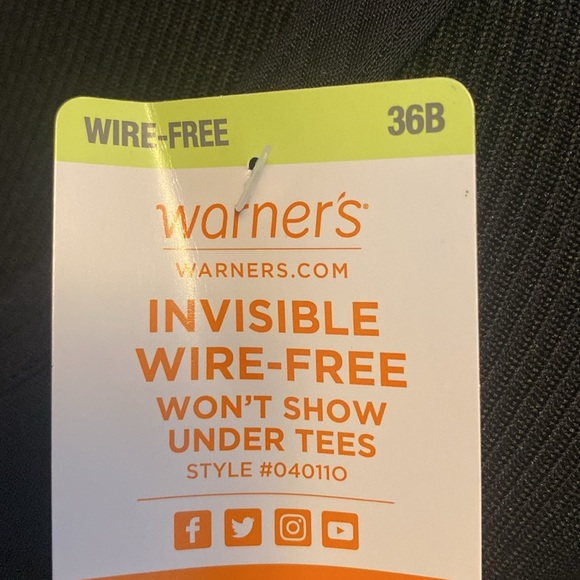 WIRE-FREE 36B
warner's®
WARNERS.COM
INVISIBLE
WIRE-FREE
WON'T SHOW
UNDER TEES
STYLE #04011O